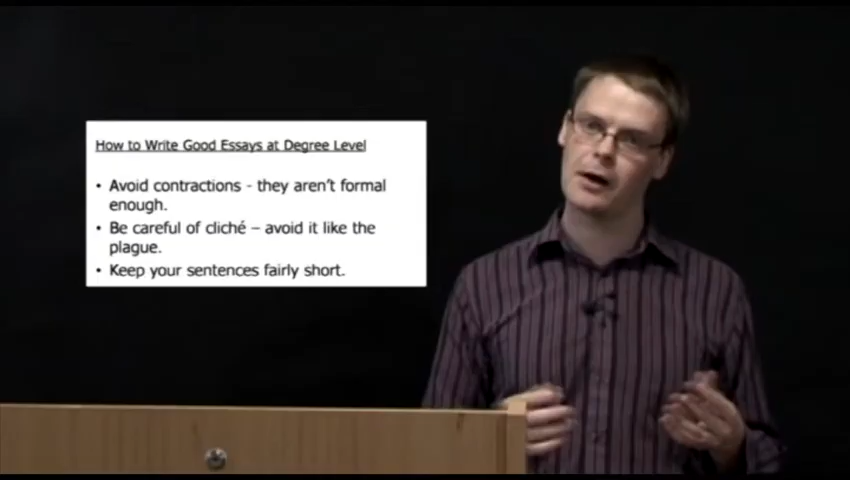 How to Write Good Essays at Degree Level
• Avoid contractions - they aren't formal
enough.
• Be careful of cliché – avoid it like the
plague.
• Keep your sentences fairly short.